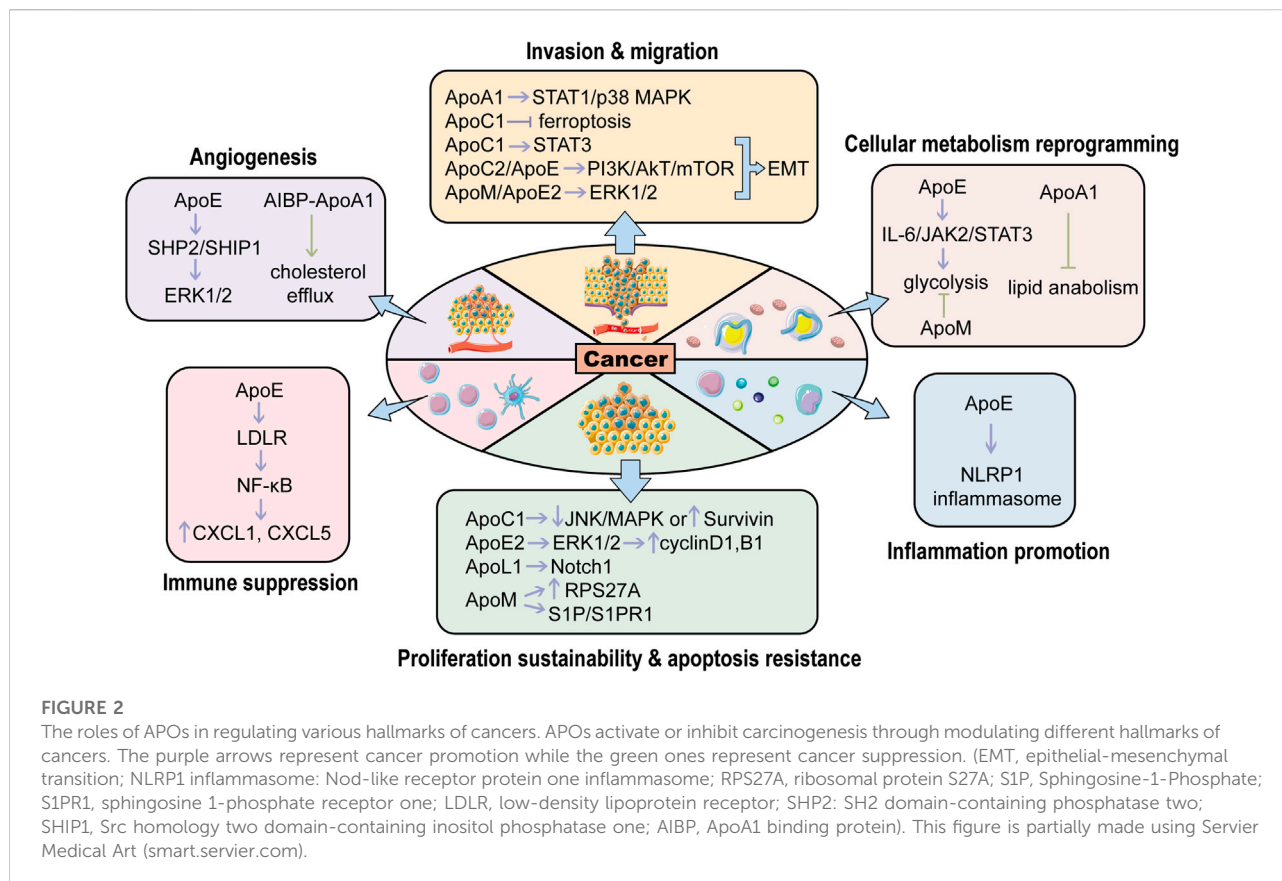 Invasion & migration
ApoA1 → STAT1/p38 MAPK
ApoC1 ⊣ ferroptosis
ApoC1 → STAT3
ApoC2/ApoE → PI3K/AkT/mTOR
ApoM/ApoE2 → ERK1/2
EMT
Angiogenesis
ApoE
SHP2/SHIP1
ERK1/2
AIBP-ApoA1
cholesterol
efflux
Cellular metabolism reprogramming
ApoE
IL-6/JAK2/STAT3
glycolysis
ApoM
ApoA1
lipid anabolism
Cancer
ApoE
LDLR
NF-κB
↑CXCL1, CXCL5
Immune suppression
ApoE
NLRP1
inflammasome
Inflammation promotion
ApoC1 → ↓JNK/MAPK or ↑Survivin
ApoE2 → ERK1/2 → ↑cyclinD1,B1
ApoL1 → Notch1
ApoM
↑RPS27A
S1P/S1PR1
Proliferation sustainability & apoptosis resistance
FIGURE 2
The roles of APOs in regulating various hallmarks of cancers. APOs activate or inhibit carcinogenesis through modulating different hallmarks of
cancers. The purple arrows represent cancer promotion while the green ones represent cancer suppression. (EMT, epithelial-mesenchymal
transition; NLRP1 inflammasome: Nod-like receptor protein one inflammasome; RPS27A, ribosomal protein S27A; S1P, Sphingosine-1-Phosphate;
S1PR1, sphingosine 1-phosphate receptor one; LDLR, low-density lipoprotein receptor; SHP2: SH2 domain-containing phosphatase two;
SHIP1, Src homology two domain-containing inositol phosphatase one; AIBP, ApoA1 binding protein). This figure is partially made using Servier
Medical Art (smart.servier.com).